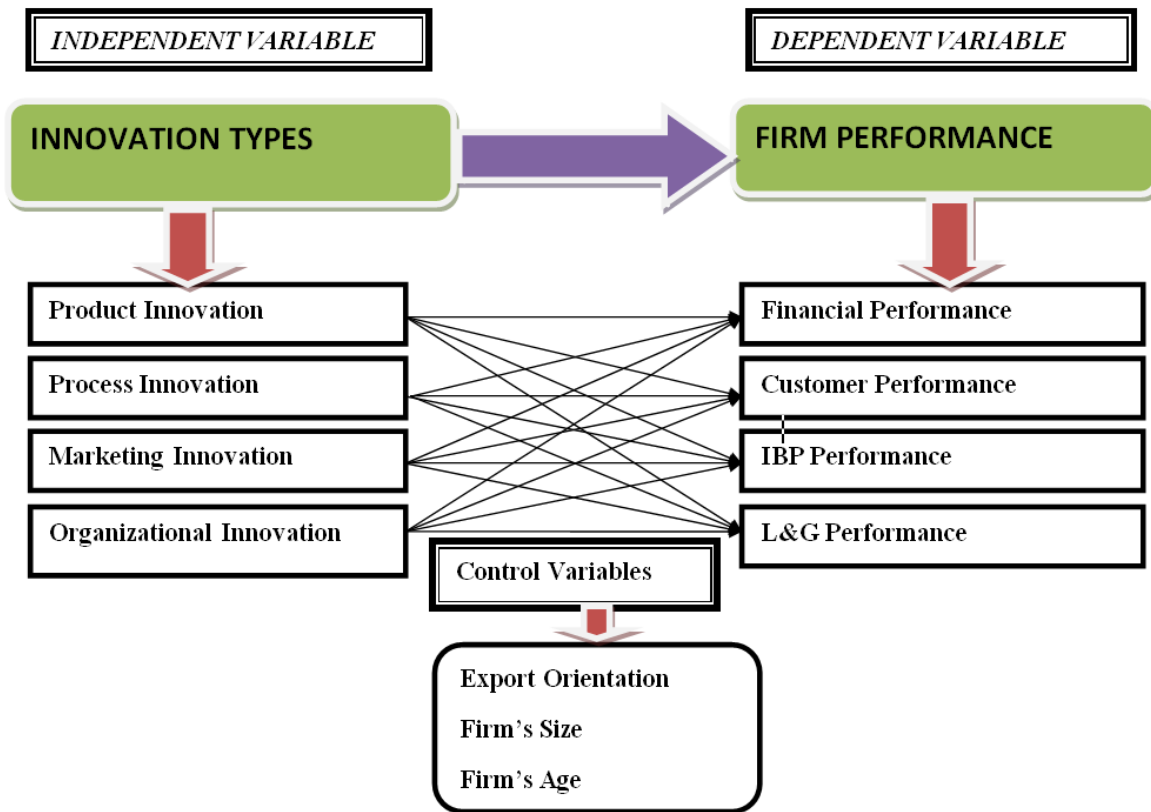 INDEPENDENT VARIABLE
DEPENDENT VARIABLE
INNOVATION TYPES
FIRM PERFORMANCE
Product Innovation
Financial Performance
Process Innovation
Customer Performance
Marketing Innovation
IBP Performance
Organizational Innovation
L&G Performance
Control Variables
Export Orientation
Firm’s Size
Firm’s Age